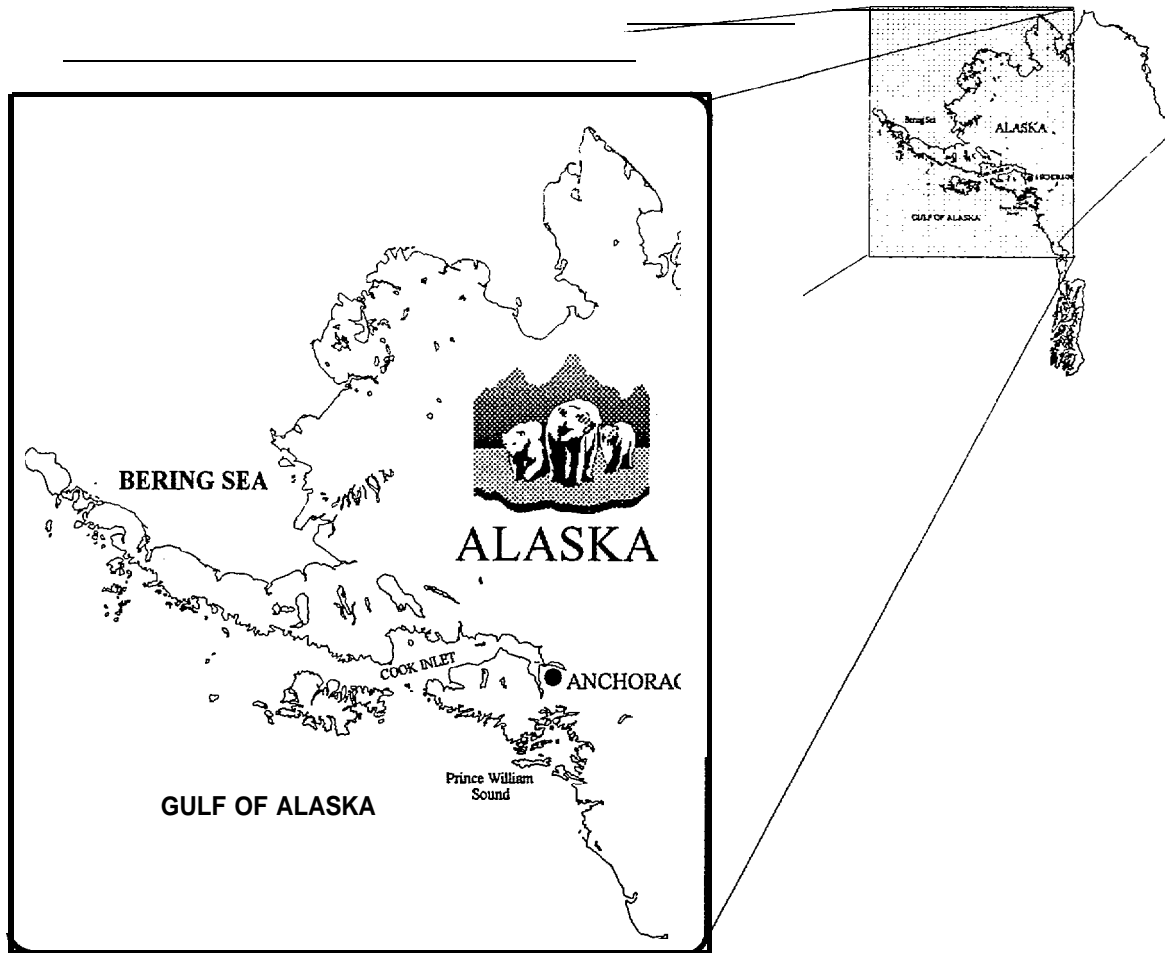 Bering Sea
ALASKA
GULF OF ALASKA
BERING SEA
ALASKA
COOK INLET
ANCHORAG
Prince William
Sound
GULF OF ALASKA